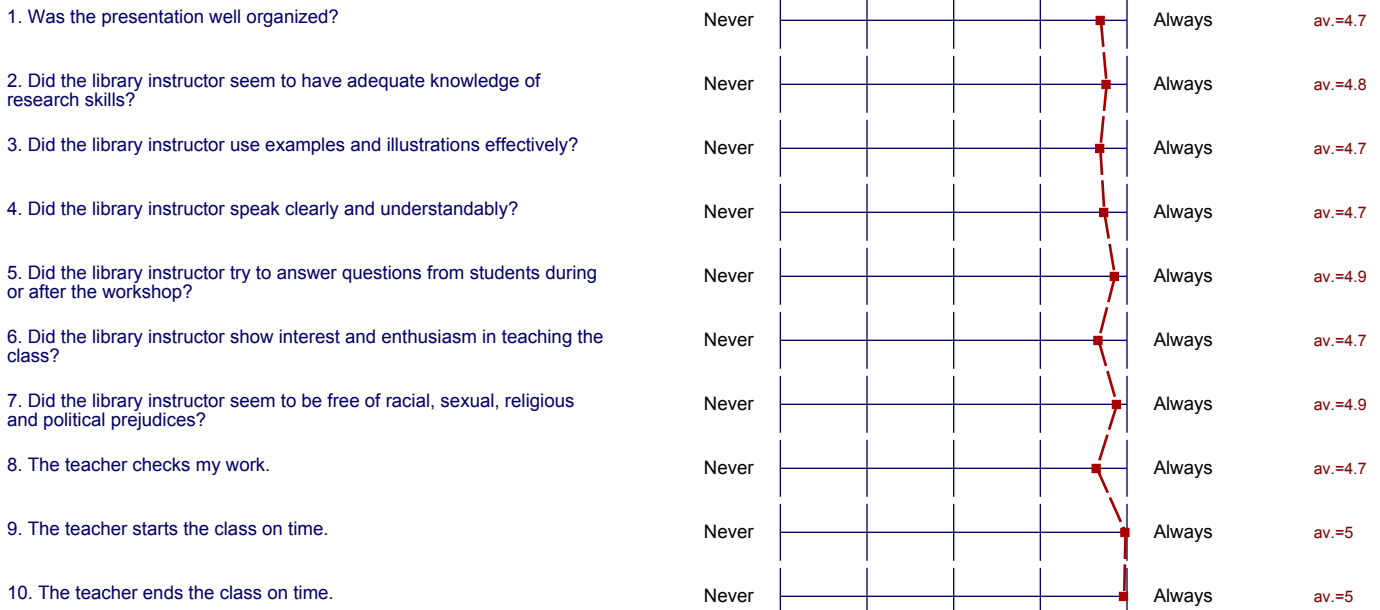 1. Was the presentation well organized? Never Always av.=4.7
2. Did the library instructor seem to have adequate knowledge of
research skills? Never Always av.=4.8
3. Did the library instructor use examples and illustrations effectively? Never Always av.=4.7
4. Did the library instructor speak clearly and understandably? Never Always av.=4.7
5. Did the library instructor try to answer questions from students during
or after the workshop? Never Always av.=4.9
6. Did the library instructor show interest and enthusiasm in teaching the
class? Never Always av.=4.7
7. Did the library instructor seem to be free of racial, sexual, religious
and political prejudices? Never Always av.=4.9
8. The teacher checks my work. Never Always av.=4.7
9. The teacher starts the class on time. Never Always av.=5
10. The teacher ends the class on time. Never Always av.=5